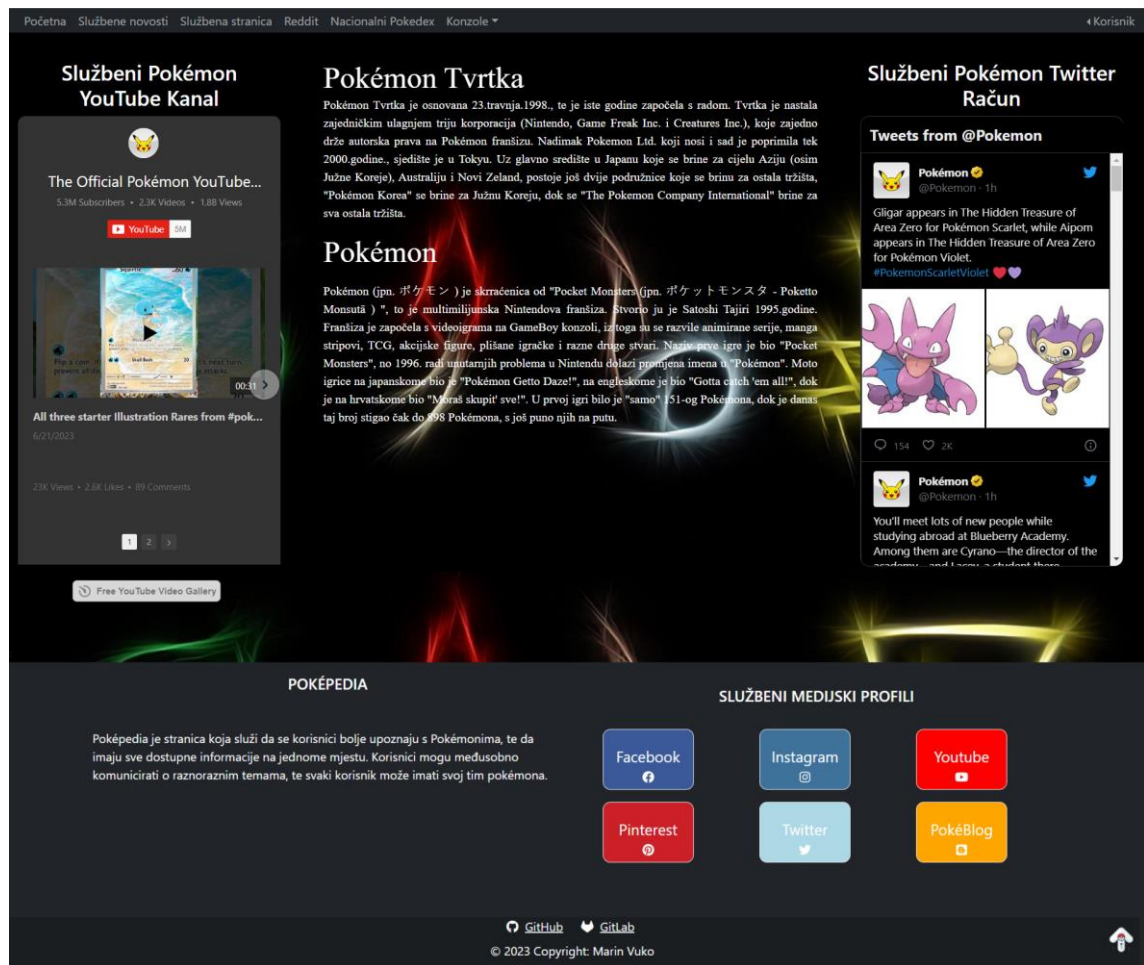 Početna Službene novosti Službena stranica Reddit Nacionalni Pokedex Konzole
Korisnik
Službeni Pokémon
YouTube Kanal
The Official Pokémon YouTube...
5.3M Subscribers • 2.3K Videos • 1.8B Views
YouTube 5M
00:31
All three starter Illustration Rares from #pok...
6/21/2023
23K Views • 2.6K Likes • 89 Comments
1 2 >
Free YouTube Video Gallery
Pokémon Tvrtka
Pokémon Tvrtka je osnovana 23.travnja.1998., te je iste godine započela s radom. Tvrtka je nastala
zajedničkim ulagnjem triju korporacija (Nintendo, Game Freak Inc. i Creatures Inc.), koje zajedno
drže autorska prava na Pokémon franšizu. Nadimak Pokemon Ltd. koji nosi i sad je poprimila tek
2000.godine., sjedište je u Tokyu. Uz glavno središte u Japanu koje se brine za cijelu Aziju (osim
Južne Koreje), Australiju i Novi Zeland, postoje još dvije podružnice koje se brinu za ostala tržišta,
"Pokémon Korea" se brine za Južnu Koreju, dok se "The Pokemon Company International" brine za
sva ostala tržišta.
Pokémon
Pokémon (jpn. ポケモン ) je skrraćenica od "Pocket Monsters (jpn. ポケットモンスタ - Poketto
Monsutā ) ", to je multimilijunska Nintendova franšiza. Stvorio ju je Satoshi Tajiri 1995.godine.
Franšiza je započela s videoigrama na GameBoy konzoli, iz toga su se razvile animirane serije, manga
stripovi, TCG, akcijske figure, plišane igračke i razne druge stvari. Naziv prve igre je bio "Pocket
Monsters", no 1996. radi unutarnjih problema u Nintendu dolazi promjena imena u "Pokémon". Moto
igrice na japanskome bio je "Pokémon Getto Daze!", na engleskome je bio "Gotta catch 'em all!", dok
je na hrvatskome bio "Moraš skupit' sve!". U prvoj igri bilo je "samo" 151-og Pokémona, dok je danas
taj broj stigao čak do 898 Pokémona, s još puno njih na putu.
Službeni Pokémon Twitter
Račun
Tweets from @Pokemon
Pokémon
@Pokemon · 1h
Gligar appears in The Hidden Treasure of
Area Zero for Pokémon Scarlet, while Aipom
appears in The Hidden Treasure of Area Zero
for Pokémon Violet.
#PokemonScarletViolet
154 2K
Pokémon
@Pokemon · 1h
You'll meet lots of new people while
studying abroad at Blueberry Academy.
Among them are Cyrano—the director of the
academy—and Lacey, a student there
POKÉPEDIA
Poképedia je stranica koja služi da se korisnici bolje upoznaju s Pokémonima, te da
imaju sve dostupne informacije na jednome mjestu. Korisnici mogu međusobno
komunicirati o raznoraznim temama, te svaki korisnik može imati svoj tim pokémona.
SLUŽBENI MEDIJSKI PROFILI
Facebook Instagram Youtube
Pinterest Twitter PokéBlog
GitHub GitLab
© 2023 Copyright: Marin Vuko